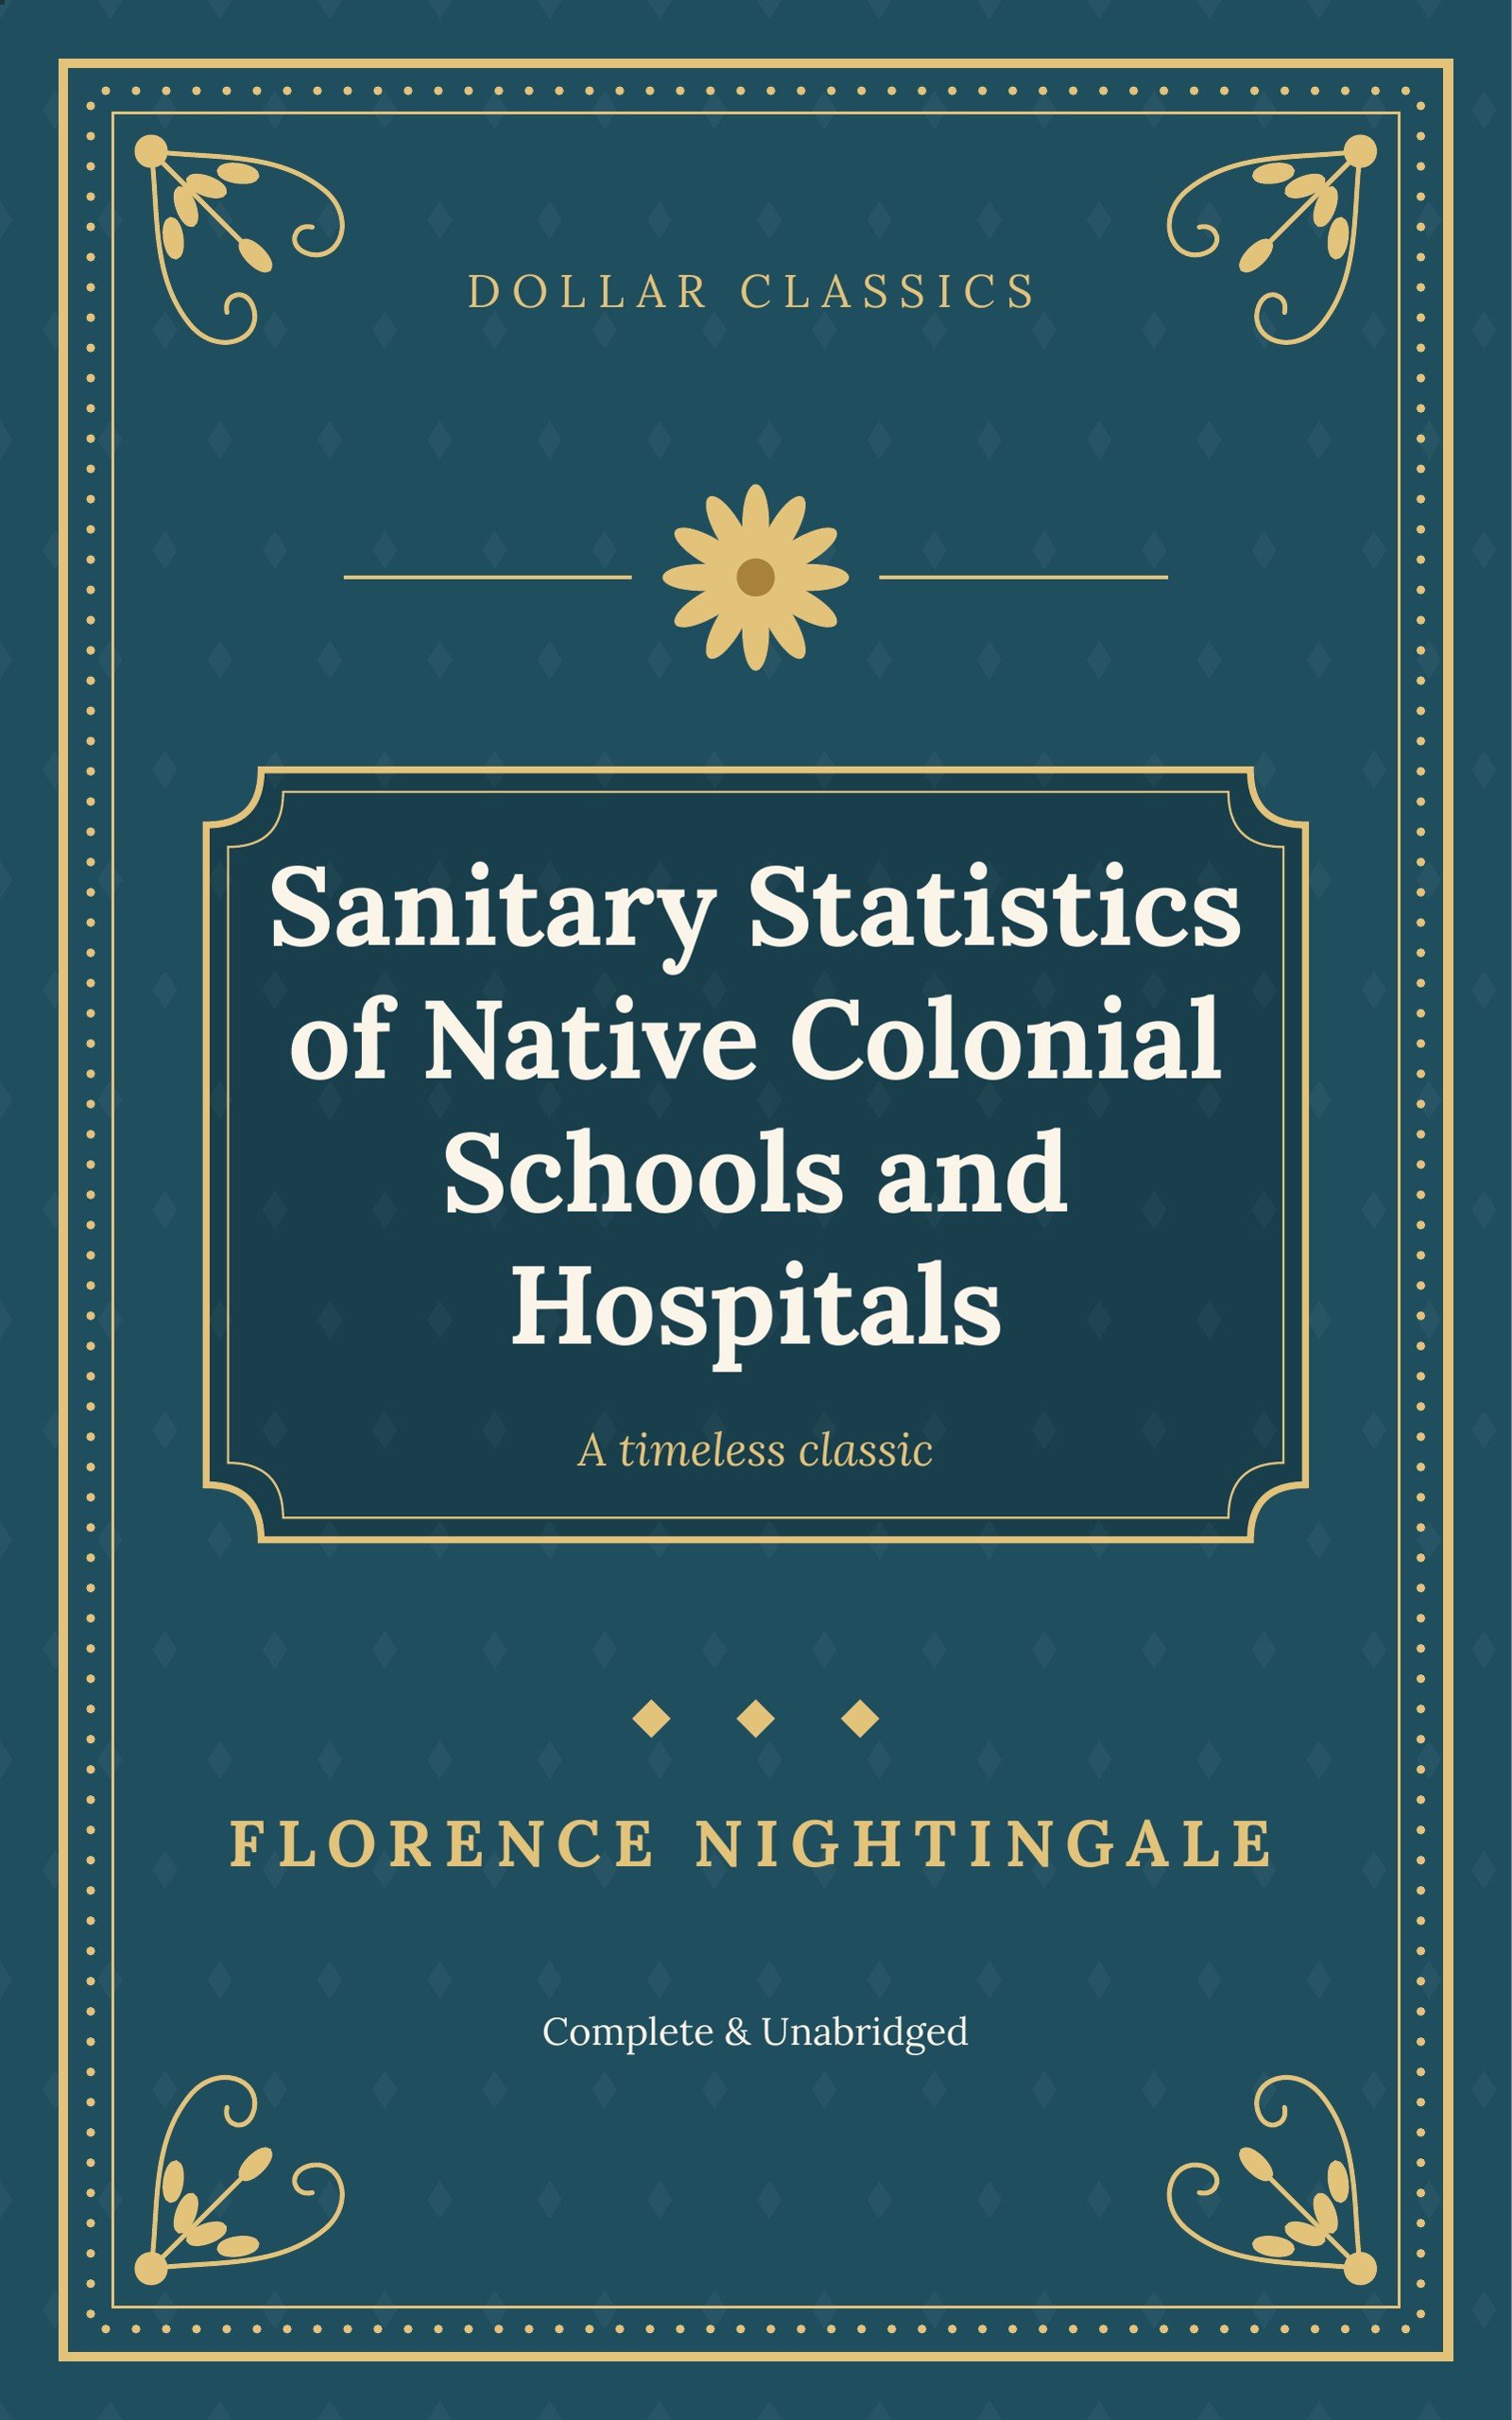 DOLLAR CLASSICS
Sanitary Statistics
of Native Colonial
Schools and
Hospitals
A timeless classic
FLORENCE NIGHTINGALE
Complete & Unabridged